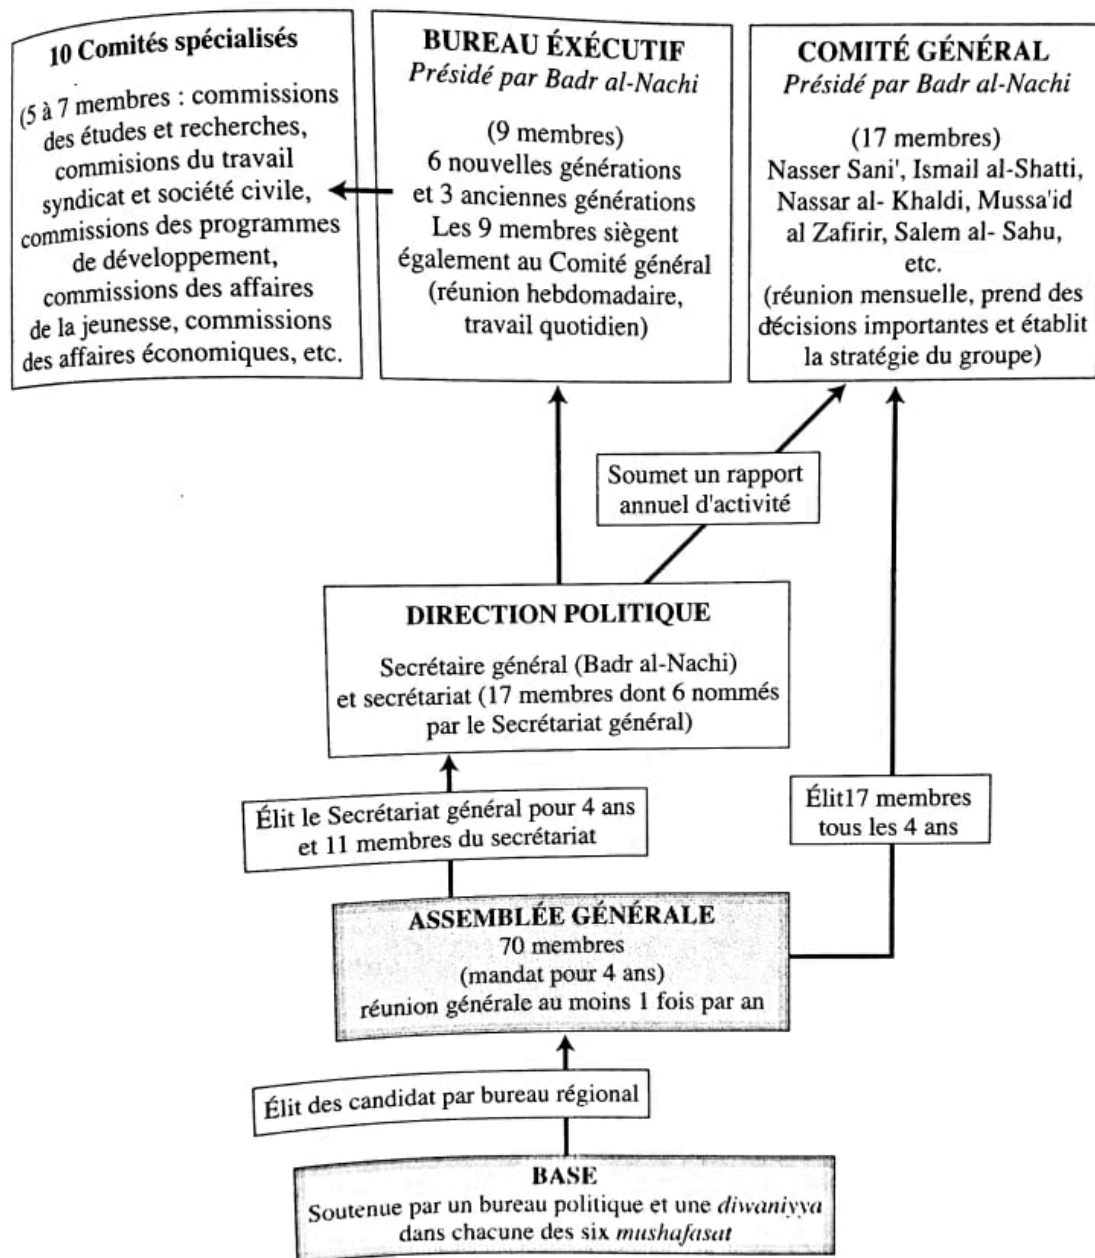 10 Comités spécialisés
(5 à 7 membres : commissions
des études et recherches,
commisions du travail
syndicat et société civile,
commissions des programmes
de développement,
commissions des affaires
de la jeunesse, commissions
des affaires économiques, etc.
BUREAU ÉXÉCUTIF
Présidé par Badr al-Nachi
(9 membres)
6 nouvelles générations
et 3 anciennes générations
Les 9 membres siègent
également au Comité général
(réunion hebdomadaire,
travail quotidien)
COMITÉ GÉNÉRAL
Présidé par Badr al-Nachi
(17 membres)
Nasser Sani', Ismail al-Shatti,
Nassar al- Khaldi, Mussa'id
al Zafirir, Salem al- Sahu,
etc.
(réunion mensuelle, prend des
décisions importantes et établit
la stratégie du groupe)
Soumet un rapport
annuel d'activité
DIRECTION POLITIQUE
Secrétaire général (Badr al-Nachi)
et secrétariat (17 membres dont 6 nommés
par le Secrétariat général)
Élit le Secrétariat général pour 4 ans
et 11 membres du secrétariat
Élit17 membres
tous les 4 ans
ASSEMBLÉE GÉNÉRALE
70 membres
(mandat pour 4 ans)
réunion générale au moins 1 fois par an
Élit des candidat par bureau régional
BASE
Soutenue par un bureau politique et une diwaniyya
dans chacune des six mushafasat